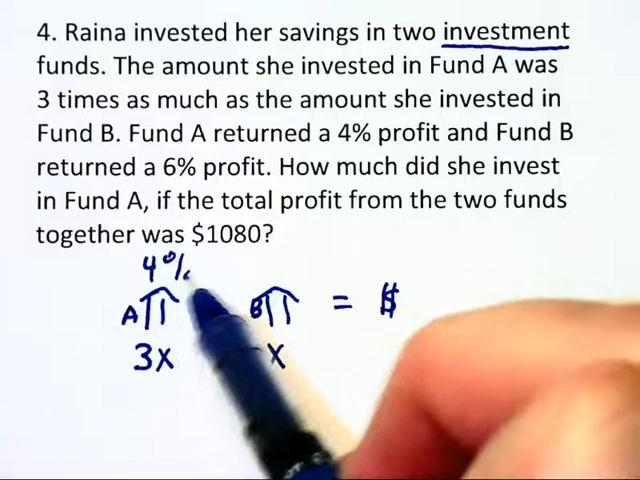 4. Raina invested her savings in two investment
funds. The amount she invested in Fund A was
3 times as much as the amount she invested in
Fund B. Fund A returned a 4% profit and Fund B
returned a 6% profit. How much did she invest
in Fund A, if the total profit from the two funds
together was $1080?
4%
A B = $
3x x